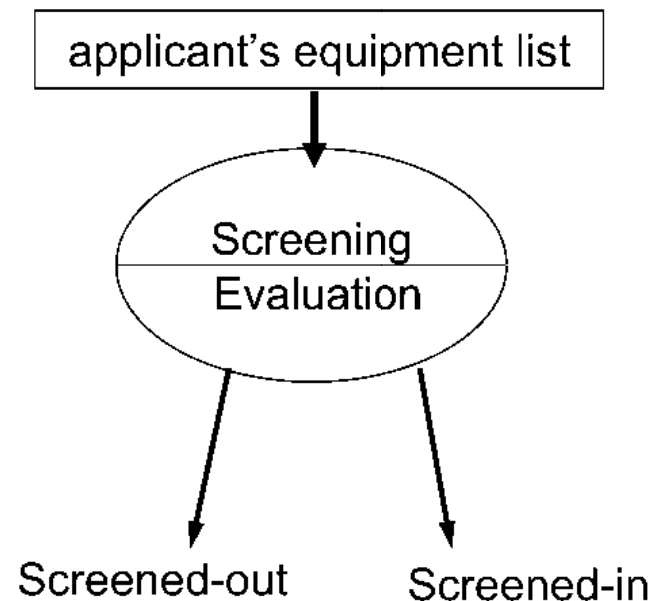 applicant’s equipment list
Screening
Evaluation
Screened-out
Screened-in